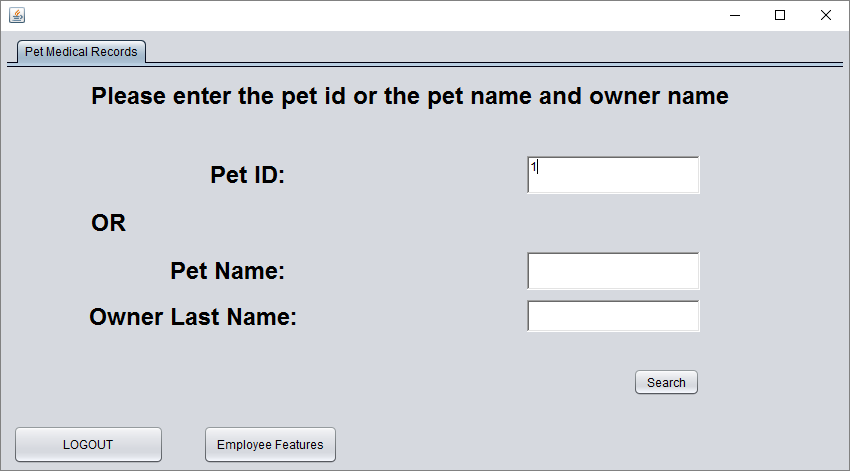 Pet Medical Records
Please enter the pet id or the pet name and owner name
Pet ID:
1
OR
Pet Name:
Owner Last Name:
Search
LOGOUT
Employee Features